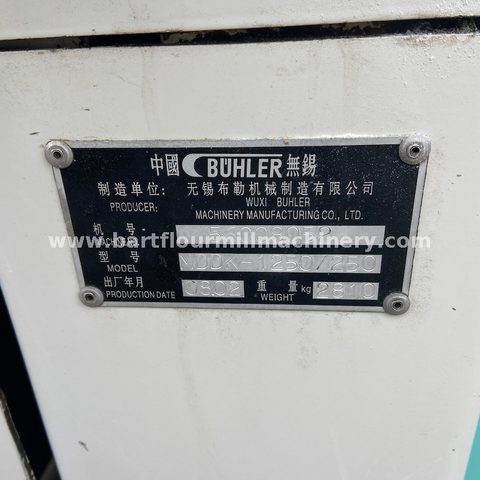 中國 BÜHLER 無錫
制造单位: 无锡布勒机械制造有限公司
PRODUCER: WUXI BUHLER
MACHINERY MANUFACTURING CO., LTD.
机 号
www.bartflourmillmachinery.com
型 号
MODEL MDDK-1250/250
出厂年月 0802 重 量 kg 2810
PRODUCTION DATE WEIGHT